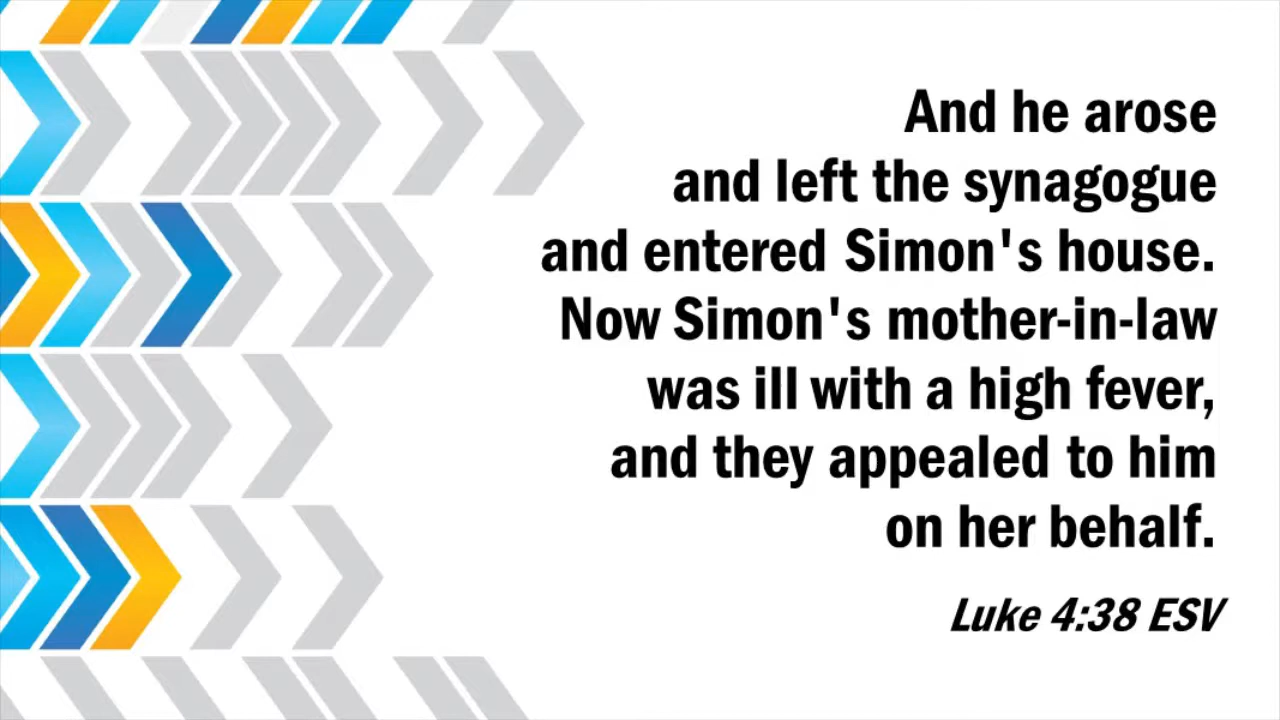 And he arose
and left the synagogue
and entered Simon's house.
Now Simon's mother-in-law
was ill with a high fever,
and they appealed to him
on her behalf.
Luke 4:38 ESV